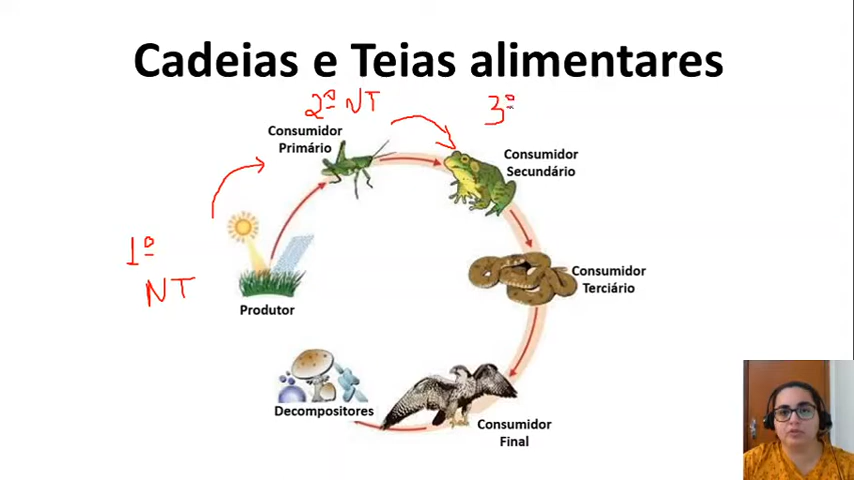 Cadeias e Teias alimentares
2º NT
3º
Consumidor
Primário
Consumidor
Secundário
1º
NT
Consumidor
Terciário
Produtor
Decompositores
Consumidor
Final